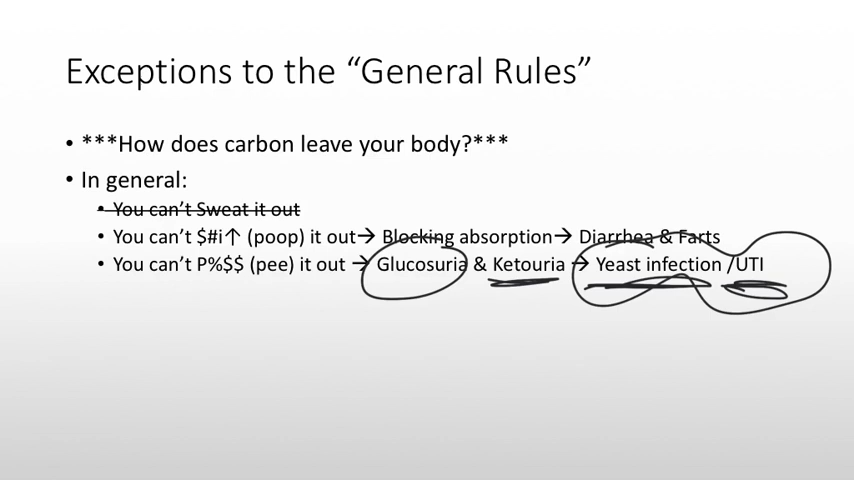 Exceptions to the “General Rules”
• ***How does carbon leave your body?***
• In general:
• You can’t Sweat it out
• You can’t $#i↑ (poop) it out→ Blocking absorption→ Diarrhea & Farts
• You can’t P%$$ (pee) it out → Glucosuria & Ketouria → Yeast infection /UTI